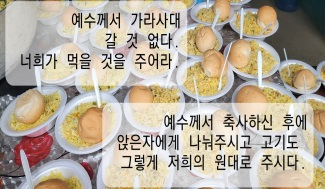 예수께서 가라사대
갈 것 없다.
너희가 먹을 것을 주어라.
예수께서 축사하신 후에
앉은자에게 나눠주시고 고기도
그렇게 저희의 원대로 주시다.